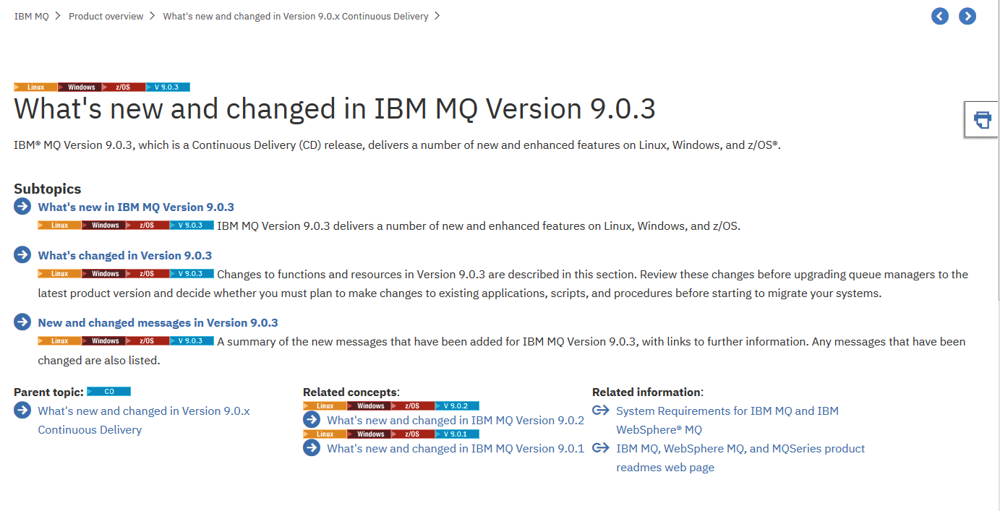 IBM MQ Product overview What's new and changed in Version 9.0.x Continuous Delivery
Linux Windows z/OS V 9.0.3
What's new and changed in IBM MQ Version 9.0.3
IBM® MQ Version 9.0.3, which is a Continuous Delivery (CD) release, delivers a number of new and enhanced features on Linux, Windows, and z/OS®.
Subtopics
What's new in IBM MQ Version 9.0.3
Linux Windows z/OS V 9.0.3 IBM MQ Version 9.0.3 delivers a number of new and enhanced features on Linux, Windows, and z/OS.
What's changed in Version 9.0.3
Linux Windows z/OS V 9.0.3 Changes to functions and resources in Version 9.0.3 are described in this section. Review these changes before upgrading queue managers to the
latest product version and decide whether you must plan to make changes to existing applications, scripts, and procedures before starting to migrate your systems.
New and changed messages in Version 9.0.3
Linux Windows z/OS V 9.0.3 A summary of the new messages that have been added for IBM MQ Version 9.0.3, with links to further information. Any messages that have been
changed are also listed.
Parent topic: CD
What's new and changed in Version 9.0.x
Continuous Delivery
Related concepts:
Linux Windows z/OS V 9.0.2
What's new and changed in IBM MQ Version 9.0.2
Linux Windows z/OS V 9.0.1
What's new and changed in IBM MQ Version 9.0.1
Related information:
System Requirements for IBM MQ and IBM
WebSphere® MQ
IBM MQ, WebSphere MQ, and MQSeries product
readmes web page